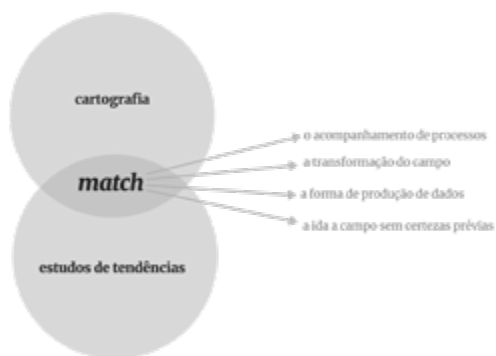 cartografia
o acompanhamento de processos
a transformação do campo
match
a forma de produção de dados
a ida a campo sem certezas prévias
estudos de tendências